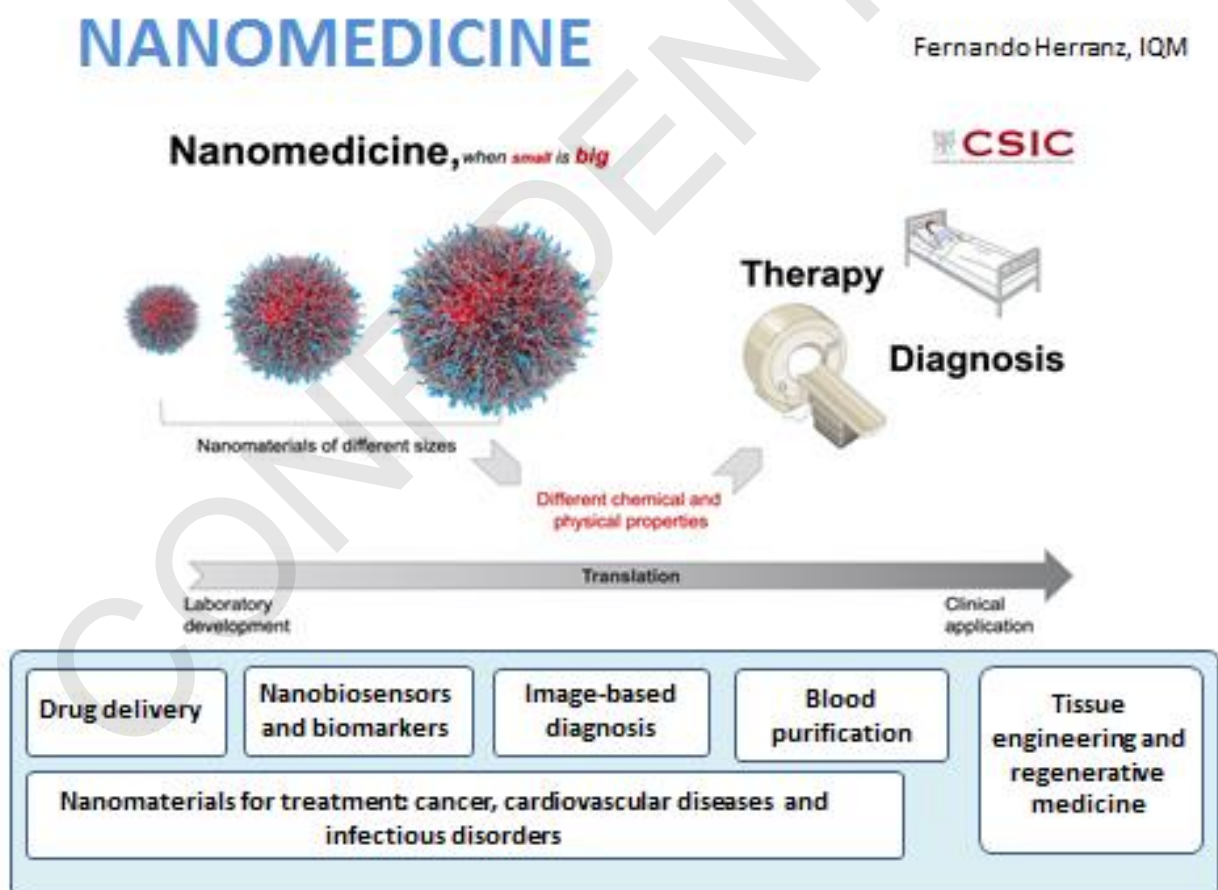 NANOMEDICINE
Fernando Herranz, IQM
Nanomedicine, when small is big
CSIC
Therapy
Diagnosis
Nanomaterials of different sizes
Different chemical and
physical properties
Translation
Laboratory
development
Clinical
application
Drug delivery
Nanobiosensors
and biomarkers
Image-based
diagnosis
Blood
purification
Tissue
engineering and
regenerative
medicine
Nanomaterials for treatment: cancer, cardiovascular diseases and
infectious disorders